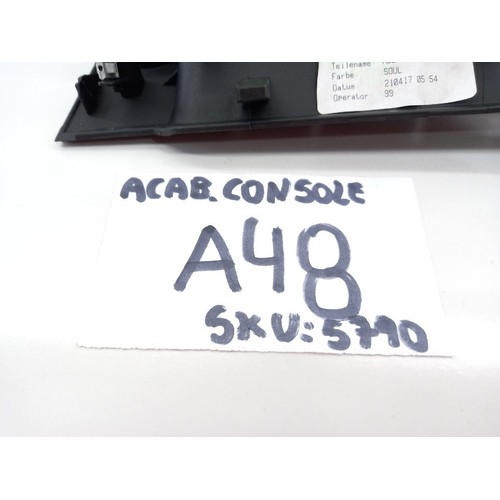 Teilename
Farbe SOUL
Datum 210417 05 54
Operator 99
ACAB. CONSOLE
A48
SKU: 5790